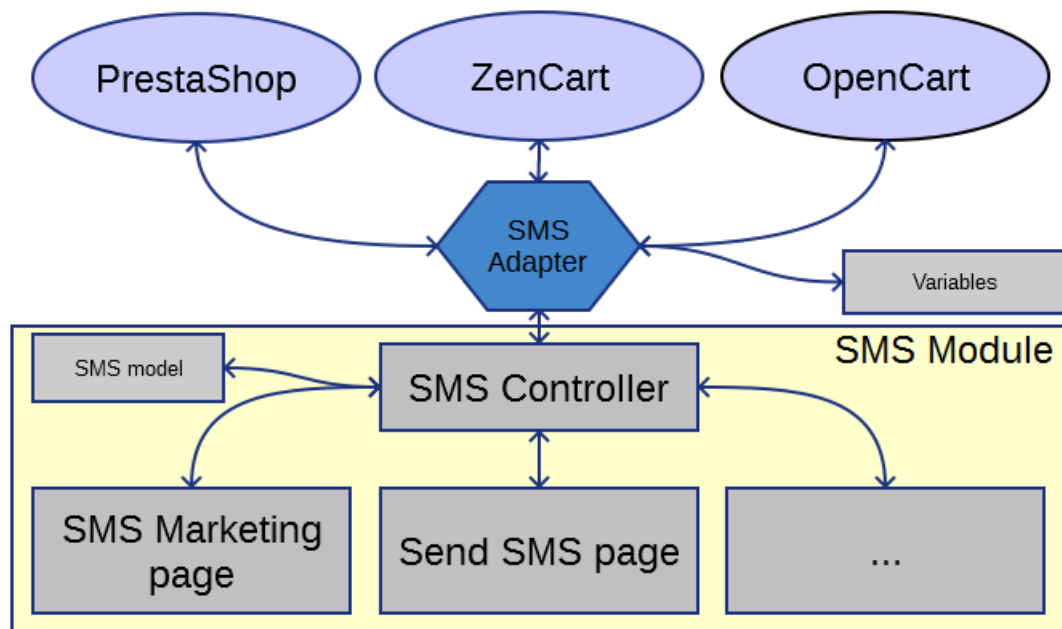 PrestaShop
ZenCart
OpenCart
SMS
Adapter
Variables
SMS Module
SMS model
SMS Controller
SMS Marketing
page
Send SMS page
...